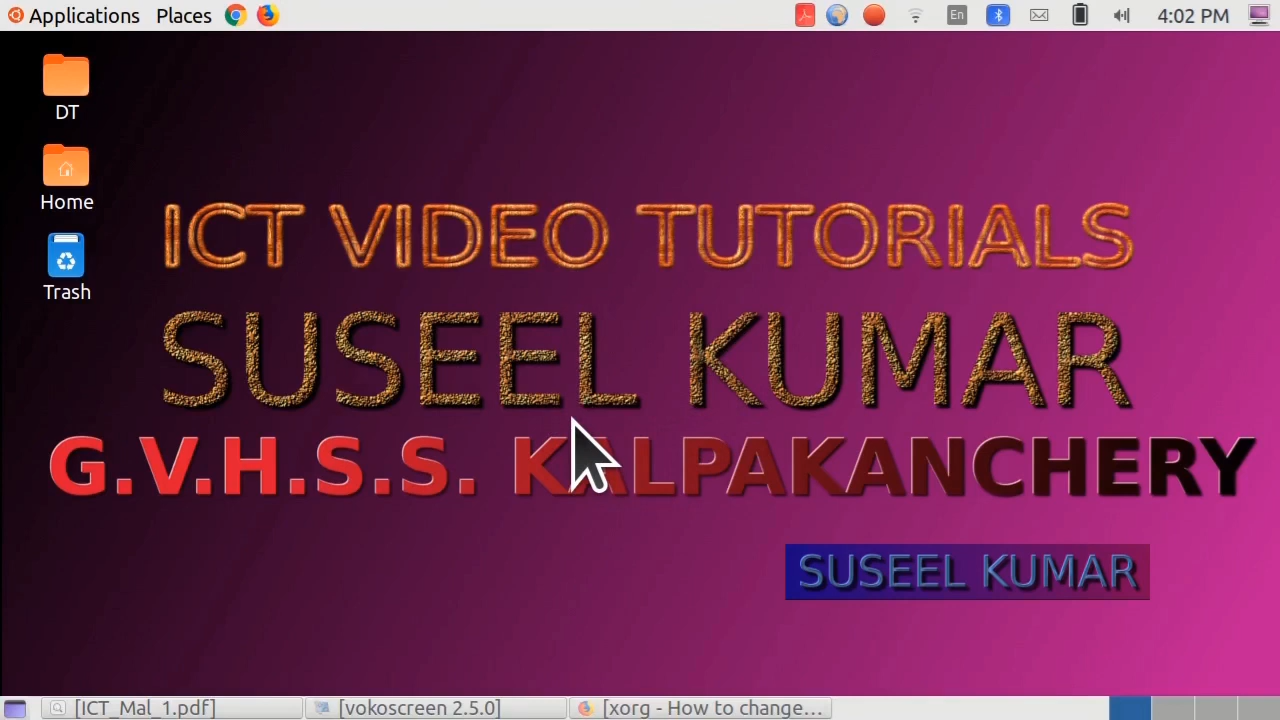 Applications Places En 4:02 PM
DT
Home
Trash
ICT VIDEO TUTORIALS
SUSEEL KUMAR
G.V.H.S.S. KALPAKANCHERY
SUSEEL KUMAR
[ICT_Mal_1.pdf] [vokoscreen 2.5.0] [xorg - How to change...